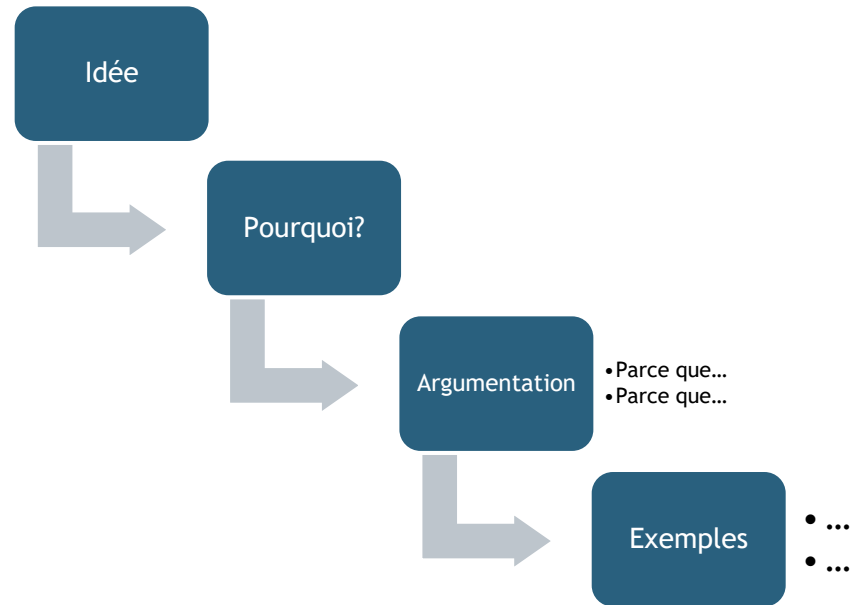 Idée
Pourquoi?
Argumentation
•Parce que…
•Parce que…
Exemples
• …
• …